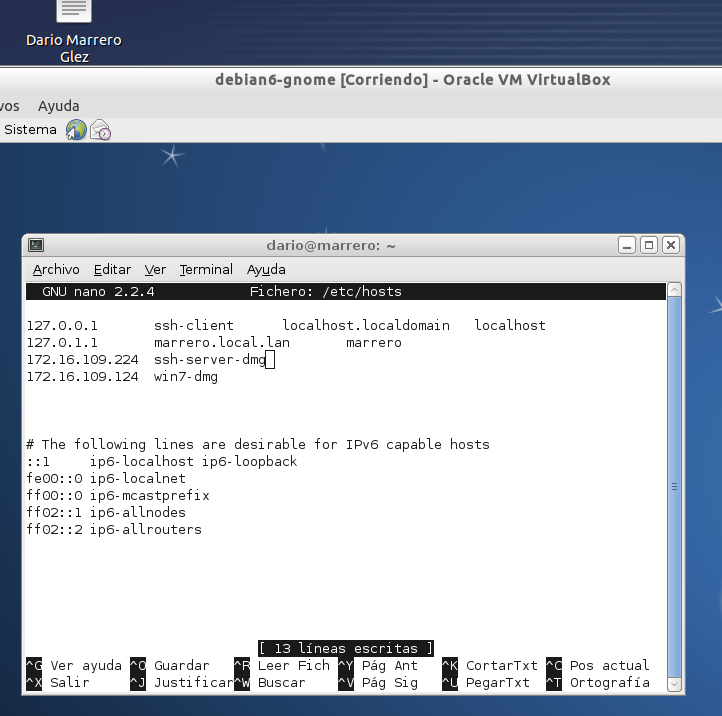 Dario Marrero
Glez
debian6-gnome [Corriendo] - Oracle VM VirtualBox
vos Ayuda
Sistema
dario@marrero: ~
Archivo Editar Ver Terminal Ayuda
GNU nano 2.2.4 Fichero: /etc/hosts
127.0.0.1 ssh-client localhost.localdomain localhost
127.0.1.1 marrero.local.lan marrero
172.16.109.224 ssh-server-dmg
172.16.109.124 win7-dmg
# The following lines are desirable for IPv6 capable hosts
::1 ip6-localhost ip6-loopback
fe00::0 ip6-localnet
ff00::0 ip6-mcastprefix
ff02::1 ip6-allnodes
ff02::2 ip6-allrouters
[ 13 líneas escritas ]
^G Ver ayuda ^O Guardar ^R Leer Fich ^Y Pág Ant ^K CortarTxt ^C Pos actual
^X Salir ^J Justificar ^W Buscar ^V Pág Sig ^U PegarTxt ^T Ortografía